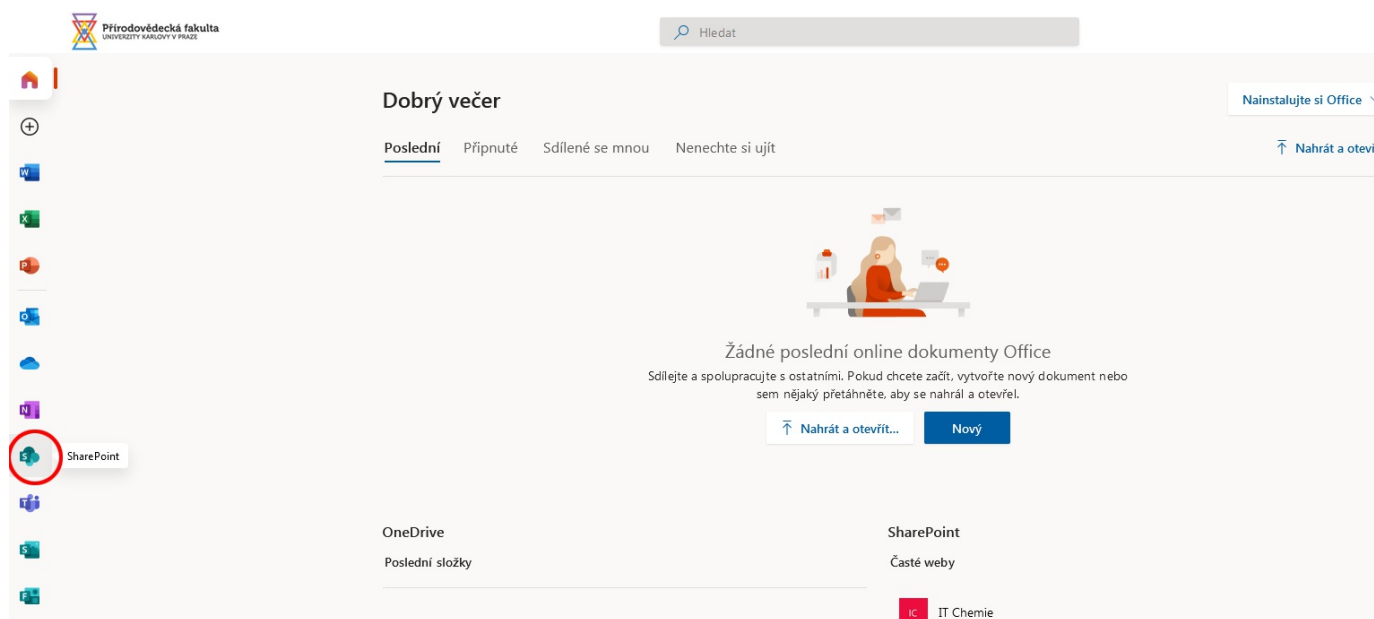 Přírodovědecká fakulta
UNIVERZITY KARLOVY V PRAZE
Hledat
Dobrý večer
Nainstalujte si Office
Poslední Připnuté Sdílené se mnou Nenechte si ujít
Nahrát a oteví
Žádné poslední online dokumenty Office
Sdílejte a spolupracujte s ostatními. Pokud chcete začít, vytvořte nový dokument nebo
sem nějaký přetáhněte, aby se nahrál a otevřel.
Nahrát a otevřít... Nový
SharePoint
OneDrive
Poslední složky
SharePoint
Časté weby
IC IT Chemie
W
X
P
O
N
S
T
S
F